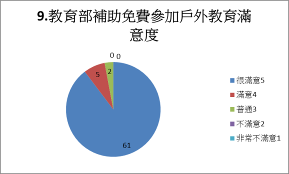 9.教育部補助免費參加戶外教育滿
意度
0 0
2
5
61
很滿意5
滿意4
普通3
不滿意2
非常不滿意1